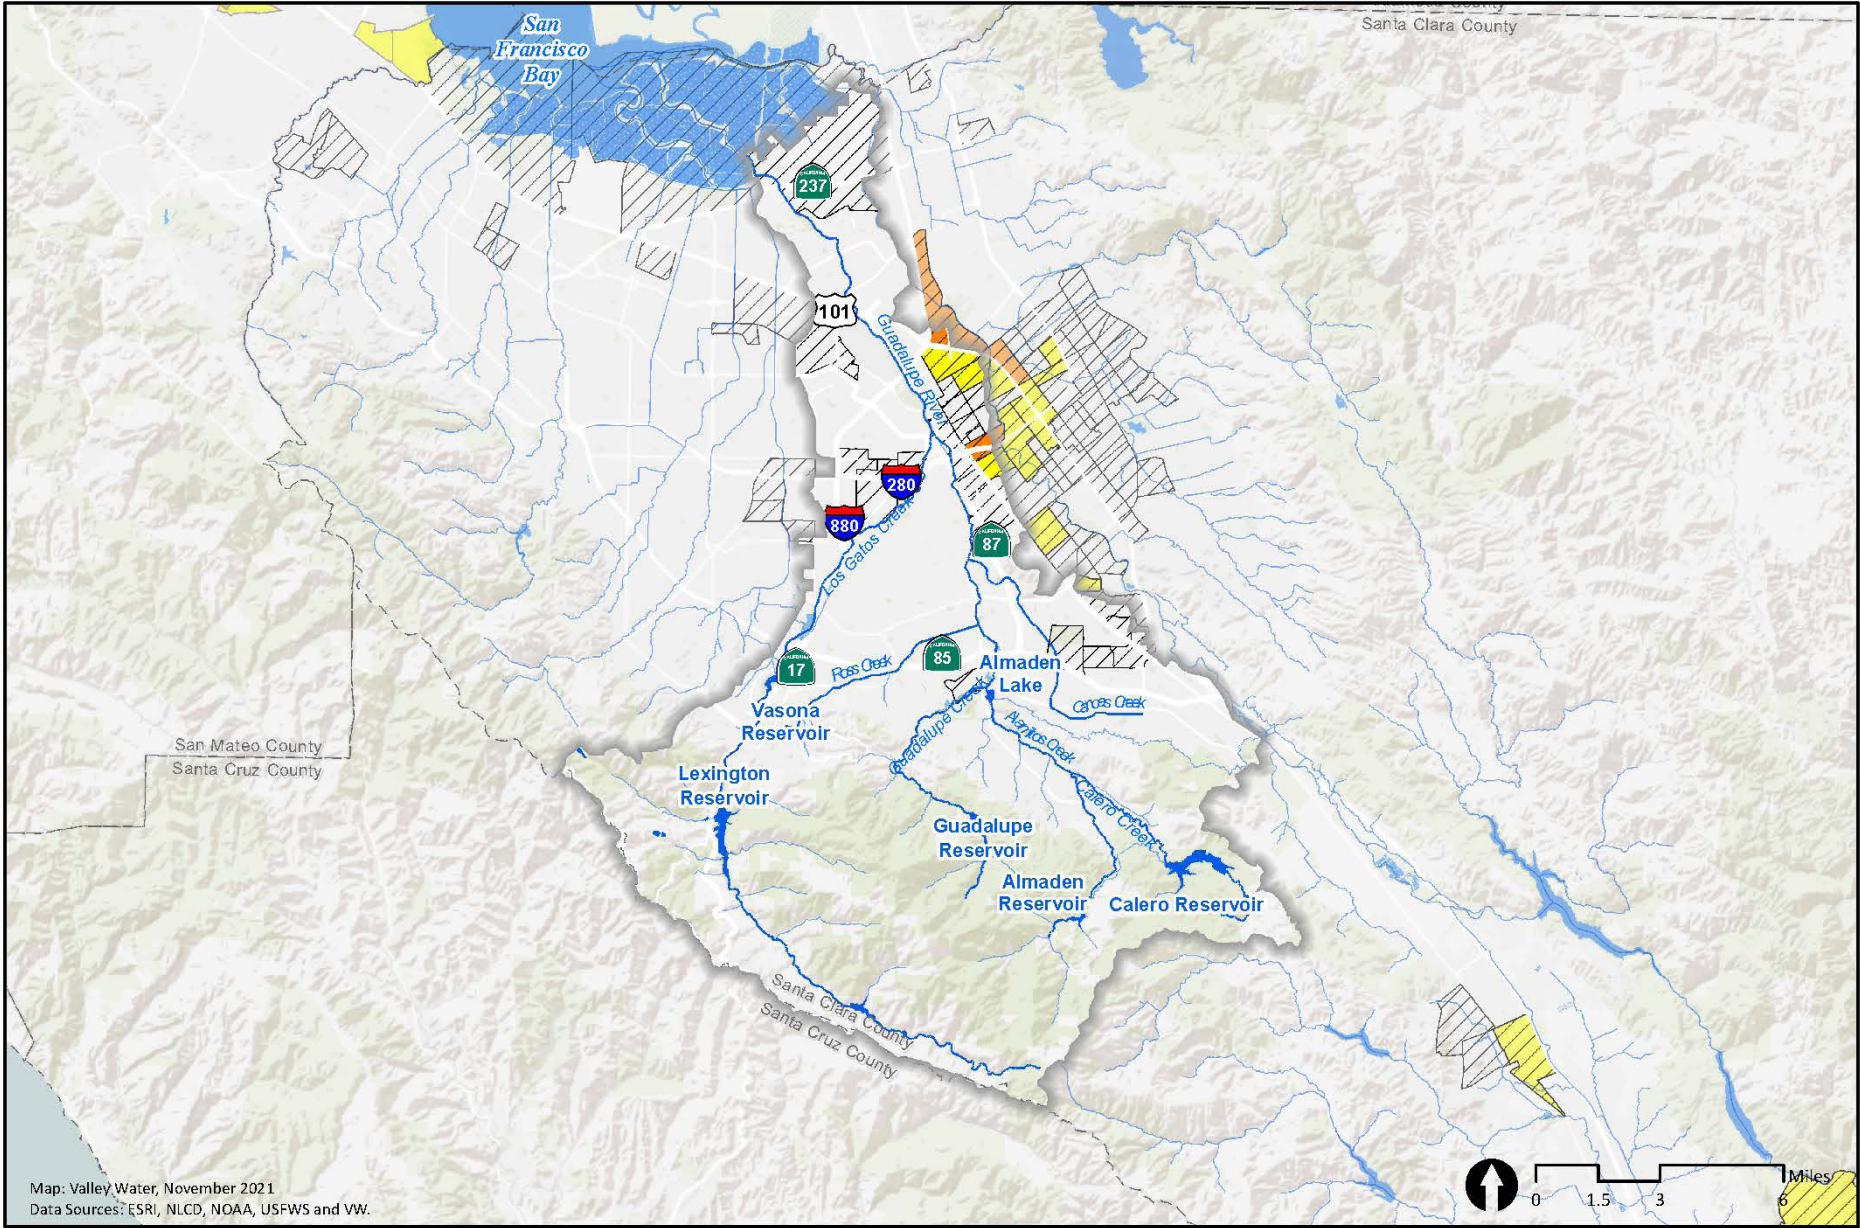 Santa Clara County
San
Francisco
Bay
237
101
Guadalupe River
280
880
Los Gatos Creek
87
17
Ross Creek
85
Almaden
Lake
Guadalupe Creek
Canoas Creek
Vasona
Reservoir
Alamitos Creek
San Mateo County
Santa Cruz County
Lexington
Reservoir
Calero Creek
Guadalupe
Reservoir
Almaden
Reservoir
Calero Reservoir
Santa Clara County
Santa Cruz County
Map: Valley Water, November 2021
Data Sources: ESRI, NLCD, NOAA, USFWS and VW.
Miles
0 1.5 3 6